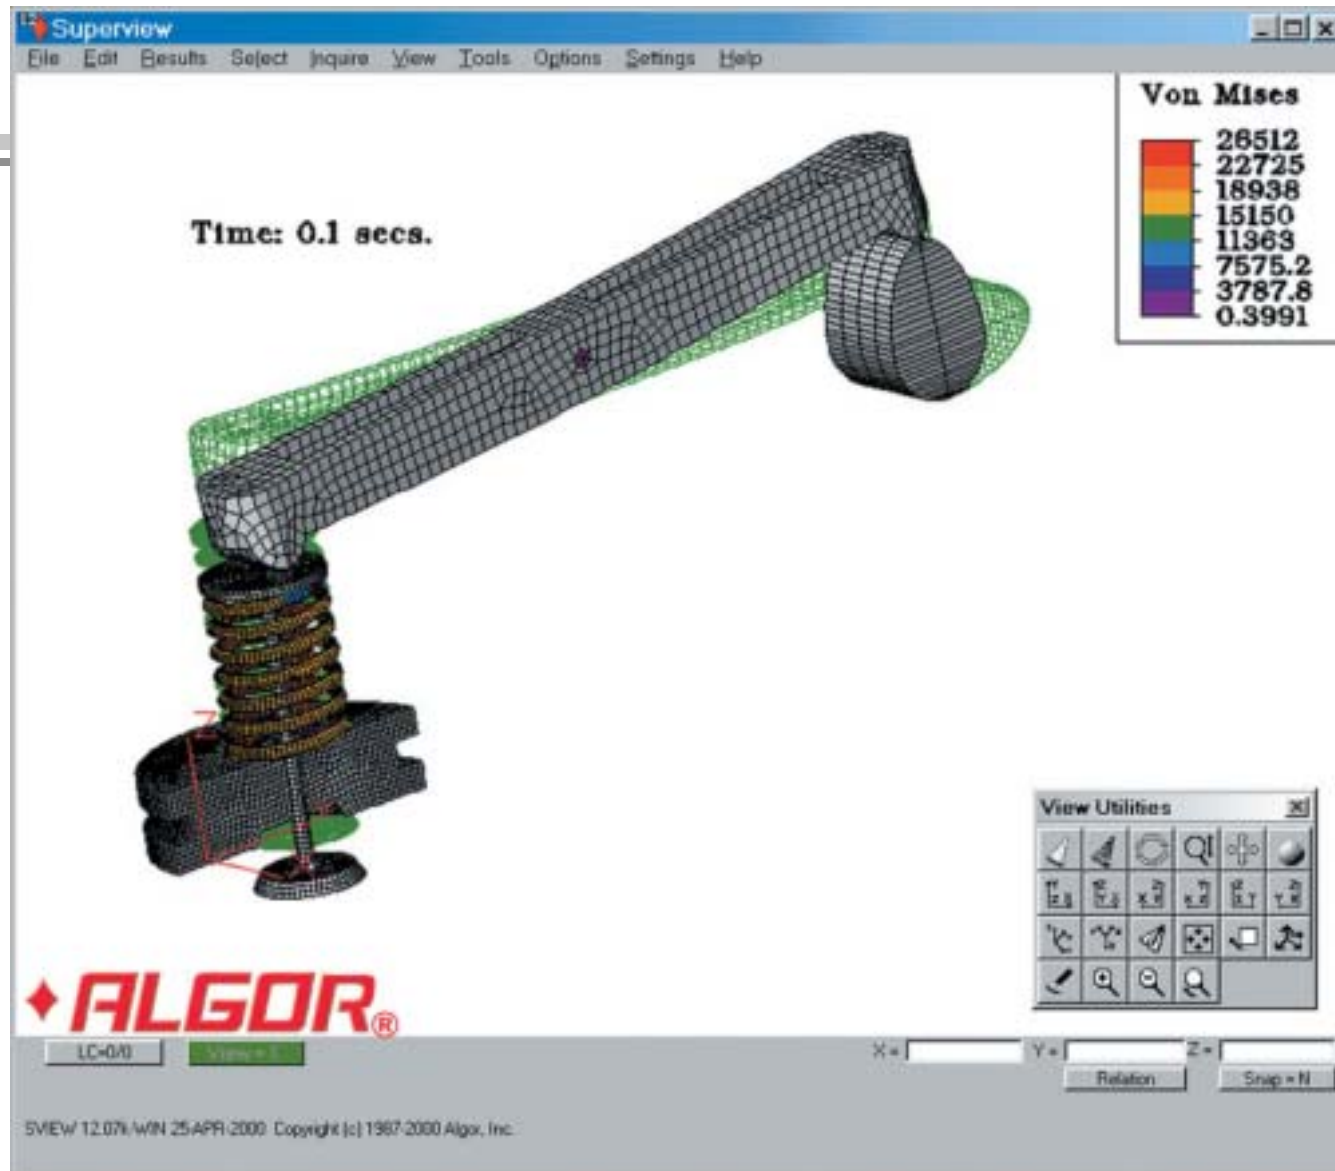 Superview
File Edit Results Select Inquire View Tools Options Settings Help
Von Mises
26512
22725
18938
15150
11363
7575.2
3787.8
0.3991
Time: 0.1 secs.
Z
View Utilities
ALGOR®
LC=0/0
X = Y = Z =
Relation Snap = N
SVIEW 12.07k-WIN 25-APR-2000 Copyright (c) 1987-2000 Algor, Inc.